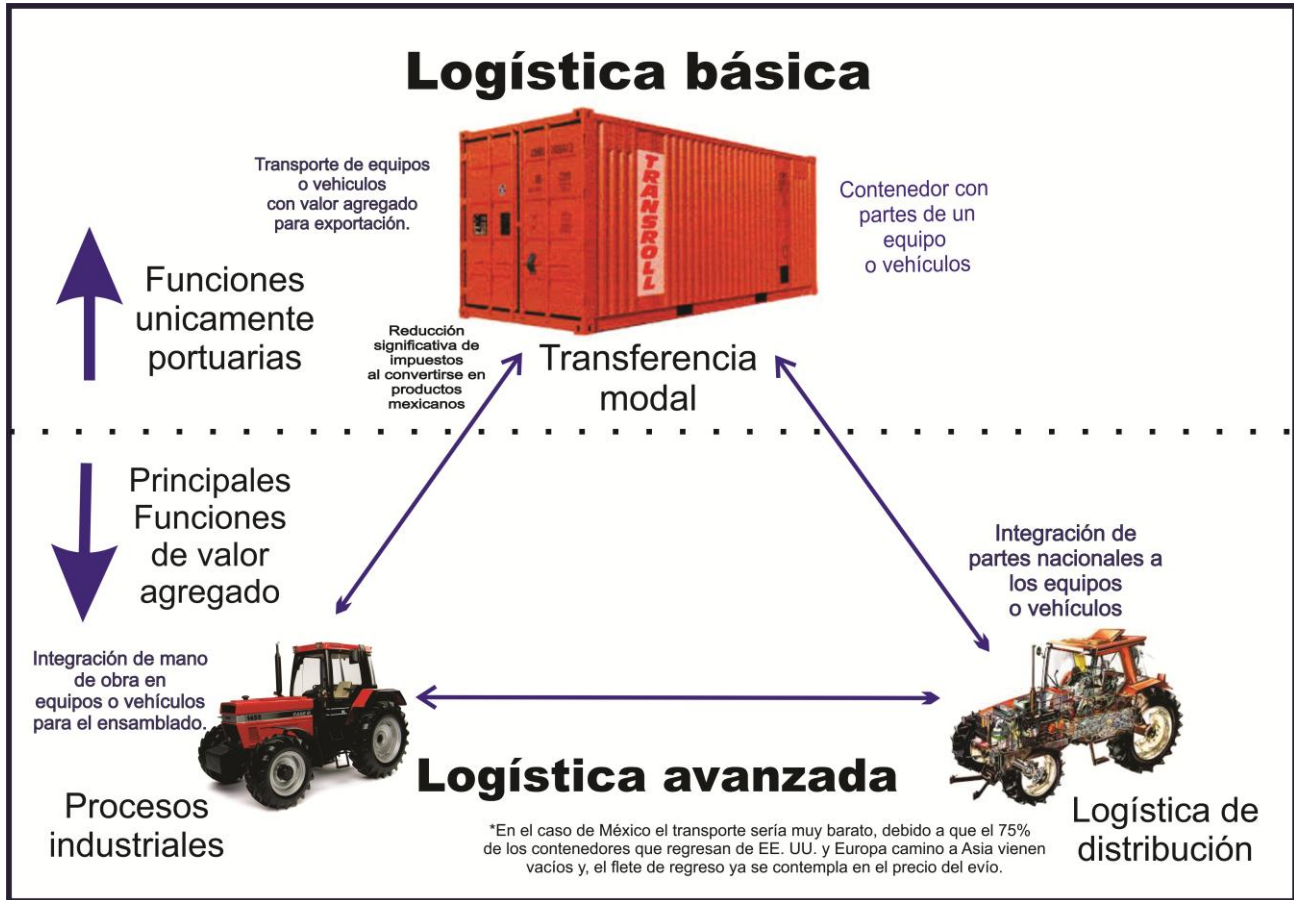 Logística básica
Transporte de equipos
o vehiculos
con valor agregado
para exportación.
TRANSROLL
Contenedor con
partes de un
equipo
o vehículos
Funciones
unicamente
portuarias
Reducción
significativa de
impuestos
al convertirse en
productos
mexicanos
Transferencia
modal
Principales
Funciones
de valor
agregado
Integración de
partes nacionales a
los equipos
o vehículos
Integración de mano
de obra en
equipos o vehículos
para el ensamblado.
Procesos
industriales
Logística avanzada
*En el caso de México el transporte sería muy barato, debido a que el 75%
de los contenedores que regresan de EE. UU. y Europa camino a Asia vienen
vacíos y, el flete de regreso ya se contempla en el precio del evío.
Logística de
distribución